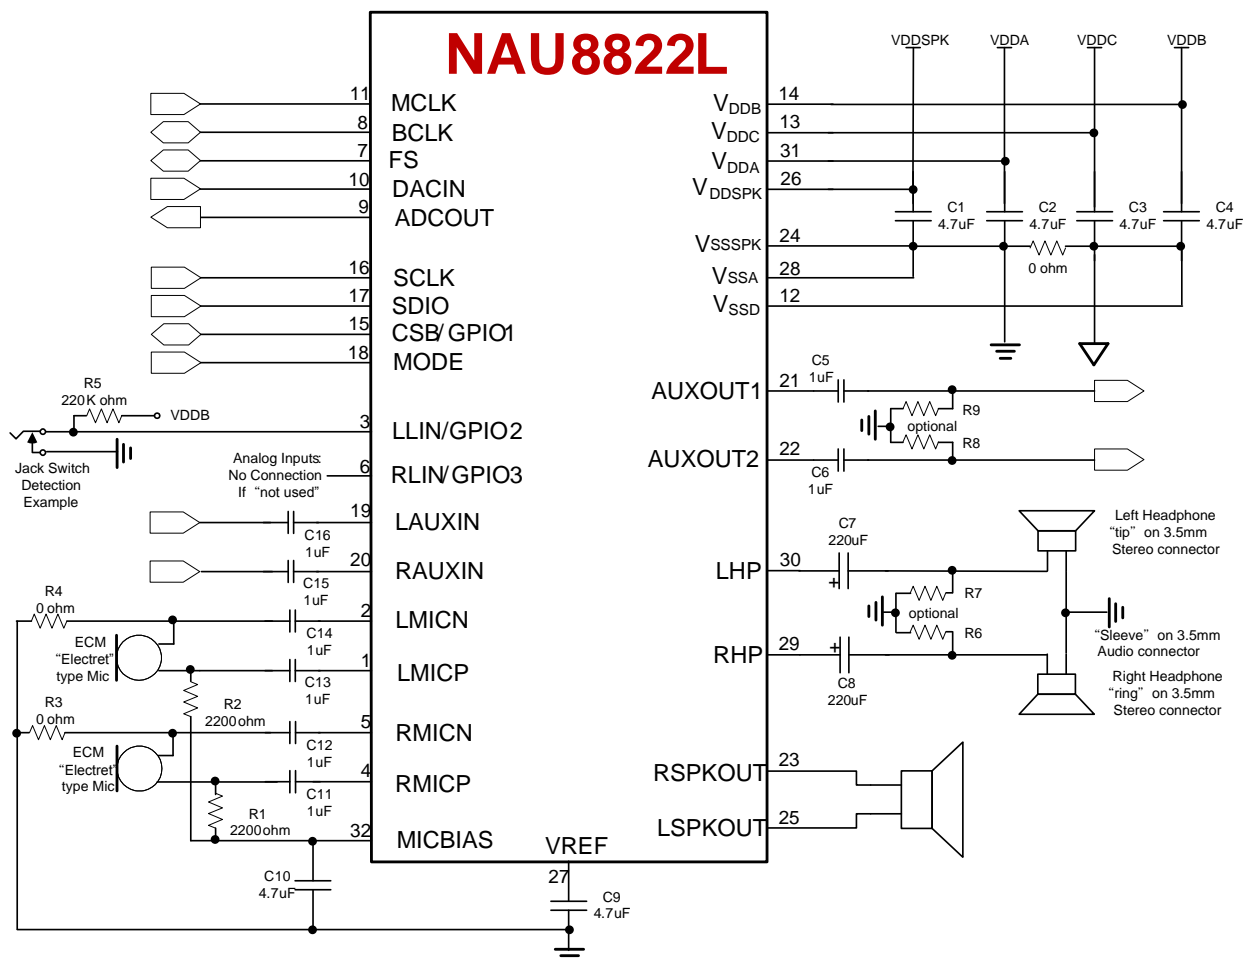 NAU8822L
VDDSPK
VDDA
VDDC
VDDB
11
MCLK
8
BCLK
7
FS
10
DACIN
9
ADCOUT
16
SCLK
17
SDIO
15
CSB/GPIO1
18
MODE
R5
220K ohm
VDDB
3
LLIN/GPIO2
Jack Switch
Detection
Example
Analog Inputs:
No Connection
If “not used”
6
RLIN/GPIO3
19
LAUXIN
C16
1uF
20
RAUXIN
C15
1uF
R4
0 ohm
2
LMICN
C14
1uF
ECM
“Electret”
type Mic
1
LMICP
C13
1uF
R2
2200ohm
R3
0 ohm
5
RMICN
C12
1uF
ECM
“Electret”
type Mic
4
RMICP
C11
1uF
R1
2200ohm
32
MICBIAS
C10
4.7uF
VREF
27
C9
4.7uF
VDDB
14
VDDC
13
VDDA
31
VDDSPK
26
C1
4.7uF
C2
4.7uF
C3
4.7uF
C4
4.7uF
VSSSPK
24
0 ohm
VSSA
28
VSSD
12
C5
1uF
AUXOUT1
21
R9
optional
R8
AUXOUT2
22
C6
1uF
C7
220uF
Left Headphone
“tip” on 3.5mm
Stereo connector
LHP
30
+
R7
optional
R6
“Sleeve” on 3.5mm
Audio connector
RHP
29
+
C8
220uF
Right Headphone
“ring” on 3.5mm
Stereo connector
RSPKOUT
23
LSPKOUT
25